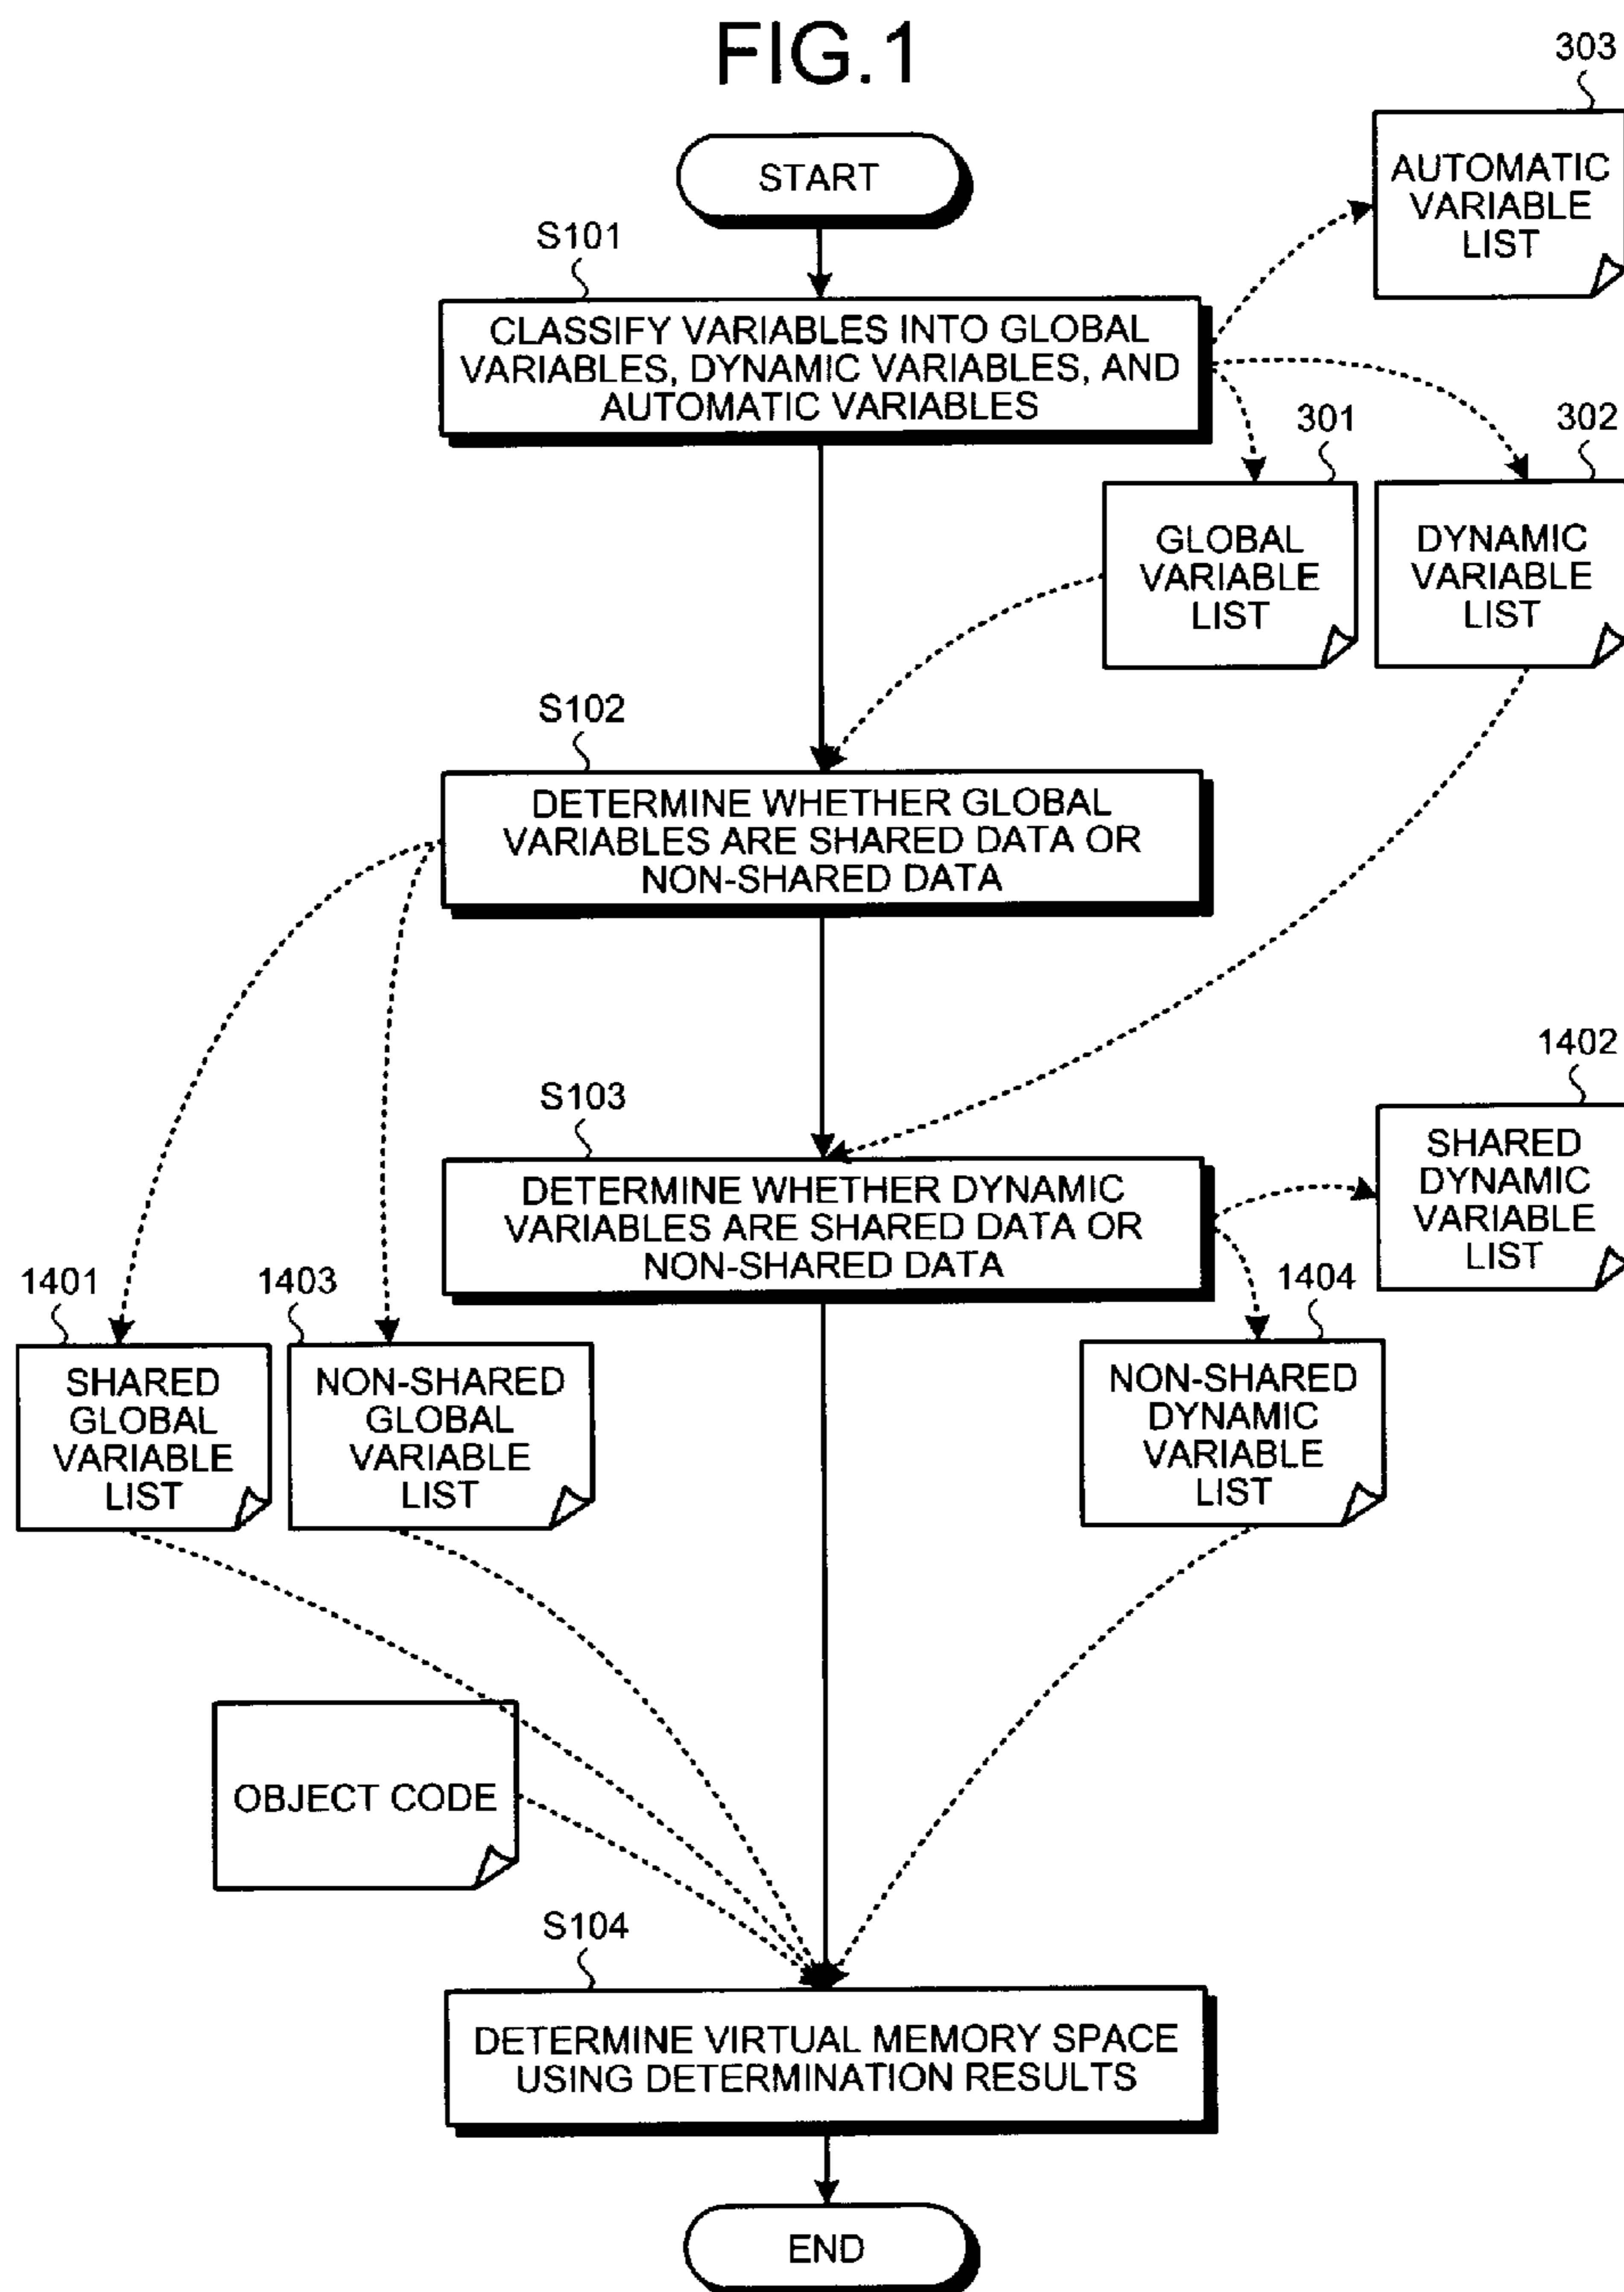 FIG.1
303
START
AUTOMATIC
VARIABLE
LIST
S101
CLASSIFY VARIABLES INTO GLOBAL
VARIABLES, DYNAMIC VARIABLES, AND
AUTOMATIC VARIABLES
301
302
GLOBAL
VARIABLE
LIST
DYNAMIC
VARIABLE
LIST
S102
DETERMINE WHETHER GLOBAL
VARIABLES ARE SHARED DATA OR
NON-SHARED DATA
1402
S103
SHARED
DYNAMIC
VARIABLE
LIST
DETERMINE WHETHER DYNAMIC
VARIABLES ARE SHARED DATA OR
NON-SHARED DATA
1401
1403
1404
SHARED
GLOBAL
VARIABLE
LIST
NON-SHARED
GLOBAL
VARIABLE
LIST
NON-SHARED
DYNAMIC
VARIABLE
LIST
OBJECT CODE
S104
DETERMINE VIRTUAL MEMORY SPACE
USING DETERMINATION RESULTS
END